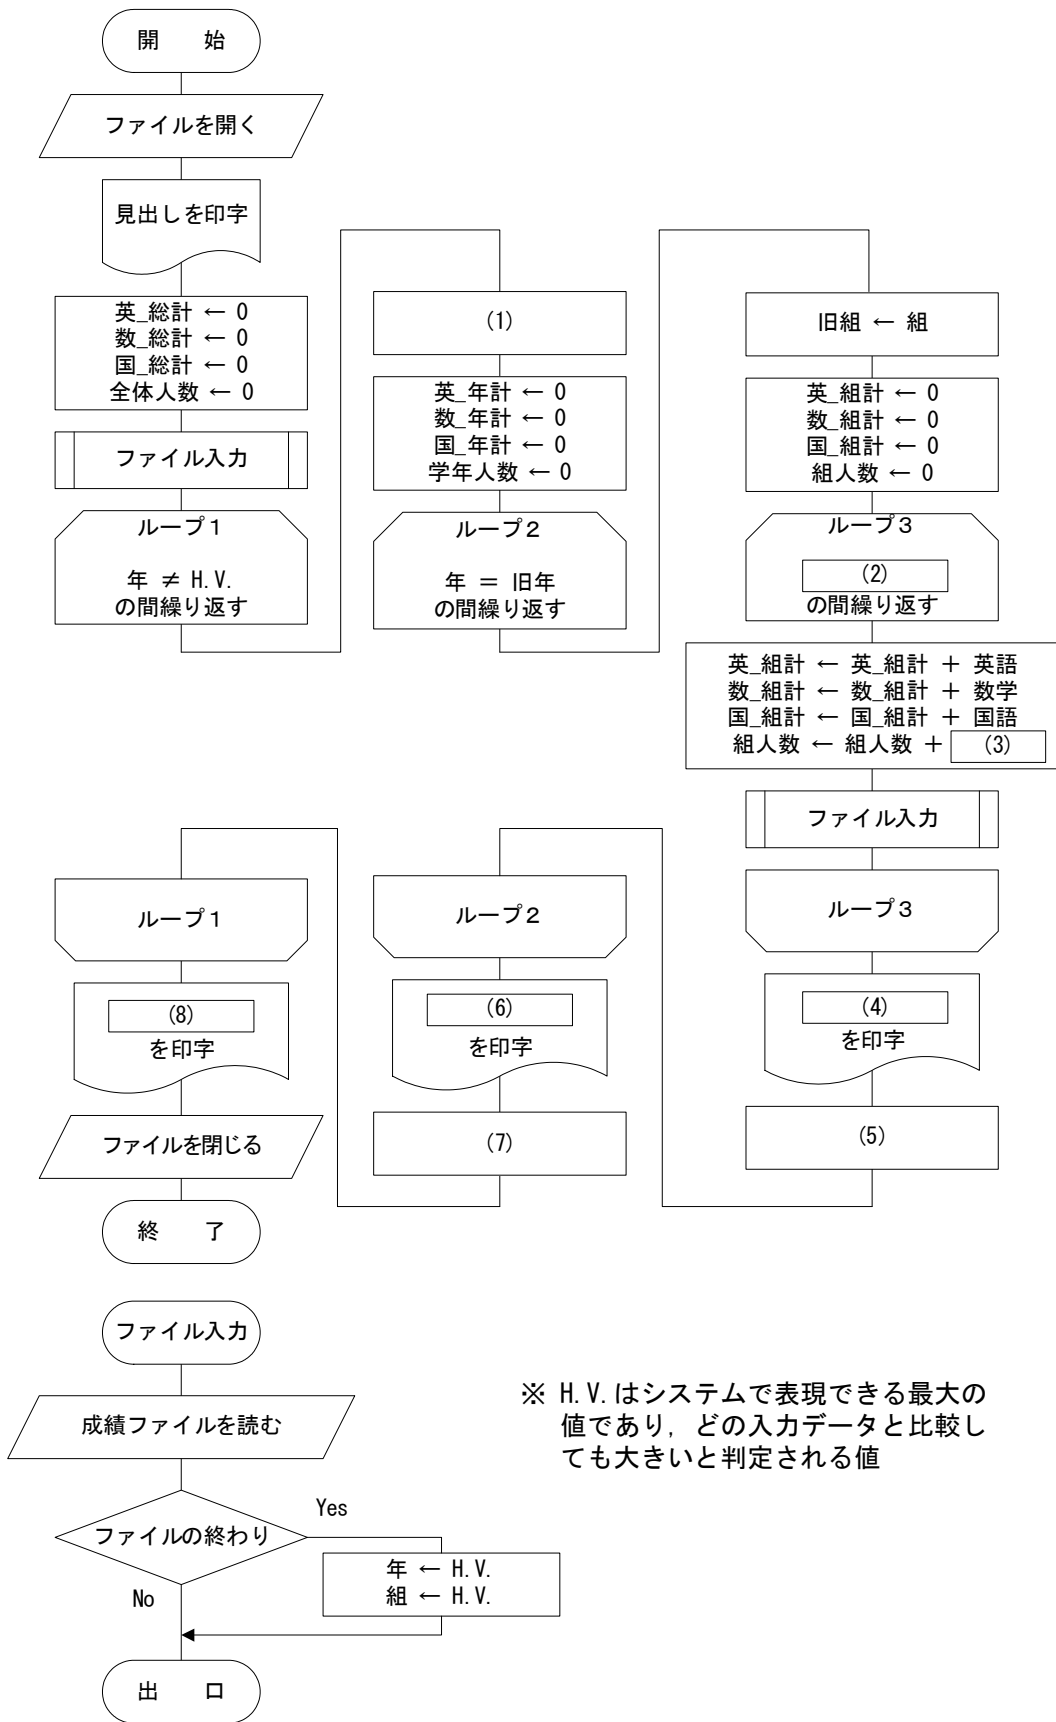 開　始
ファイルを開く
見出しを印字
英_総計 ← 0
数_総計 ← 0
国_総計 ← 0
全体人数 ← 0
ファイル入力
ループ１
年 ≠ H.V.
の間繰り返す
(1)
英_年計 ← 0
数_年計 ← 0
国_年計 ← 0
学年人数 ← 0
ループ２
年 ＝ 旧年
の間繰り返す
旧組 ← 組
英_組計 ← 0
数_組計 ← 0
国_組計 ← 0
組人数 ← 0
ループ３
(2)
の間繰り返す
英_組計 ← 英_組計 ＋ 英語
数_組計 ← 数_組計 ＋ 数学
国_組計 ← 国_組計 ＋ 国語
組人数 ← 組人数 ＋ (3)
ファイル入力
ループ３
(4)
を印字
(5)
ループ２
(6)
を印字
(7)
ループ１
(8)
を印字
ファイルを閉じる
終　了
ファイル入力
成績ファイルを読む
ファイルの終わり
Yes
No
年 ← H.V.
組 ← H.V.
出　口
※ H.V.はシステムで表現できる最大の
値であり，どの入力データと比較し
ても大きいと判定される値